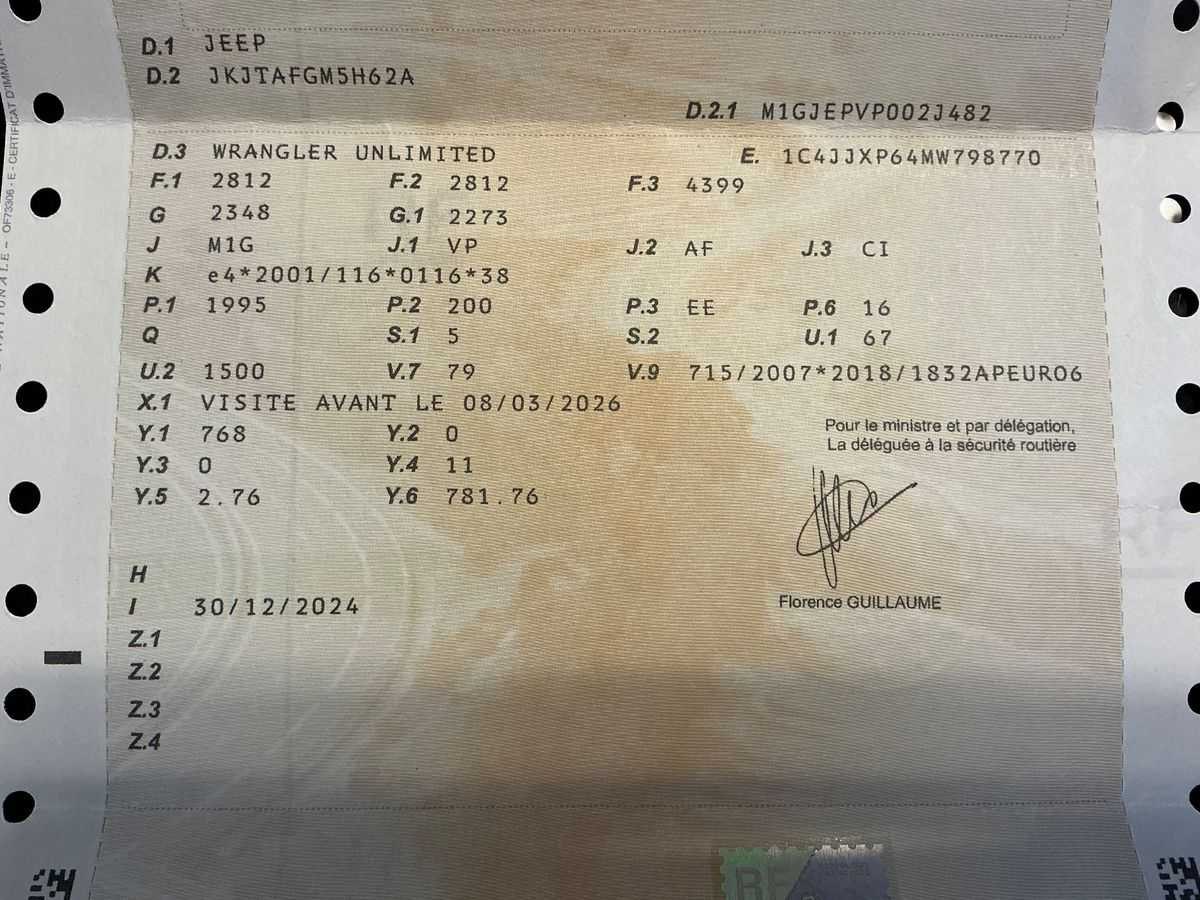 D.1 JEEP
D.2 JKJTAFGM5H62A
D.2.1 M1GJEPVP002J482
D.3 WRANGLER UNLIMITED E. 1C4JJXP64MW798770
F.1 2812 F.2 2812 F.3 4399
G 2348 G.1 2273
J M1G J.1 VP J.2 AF J.3 CI
K e4*2001/116*0116*38
P.1 1995 P.2 200 P.3 EE P.6 16
Q S.1 5 S.2 U.1 67
U.2 1500 V.7 79 V.9 715/2007*2018/1832APEURO6
X.1 VISITE AVANT LE 08/03/2026
Y.1 768 Y.2 0
Y.3 0 Y.4 11
Y.5 2.76 Y.6 781.76
Pour le ministre et par délégation,
La déléguée à la sécurité routière
Florence GUILLAUME
H
I 30/12/2024
Z.1
Z.2
Z.3
Z.4
RF